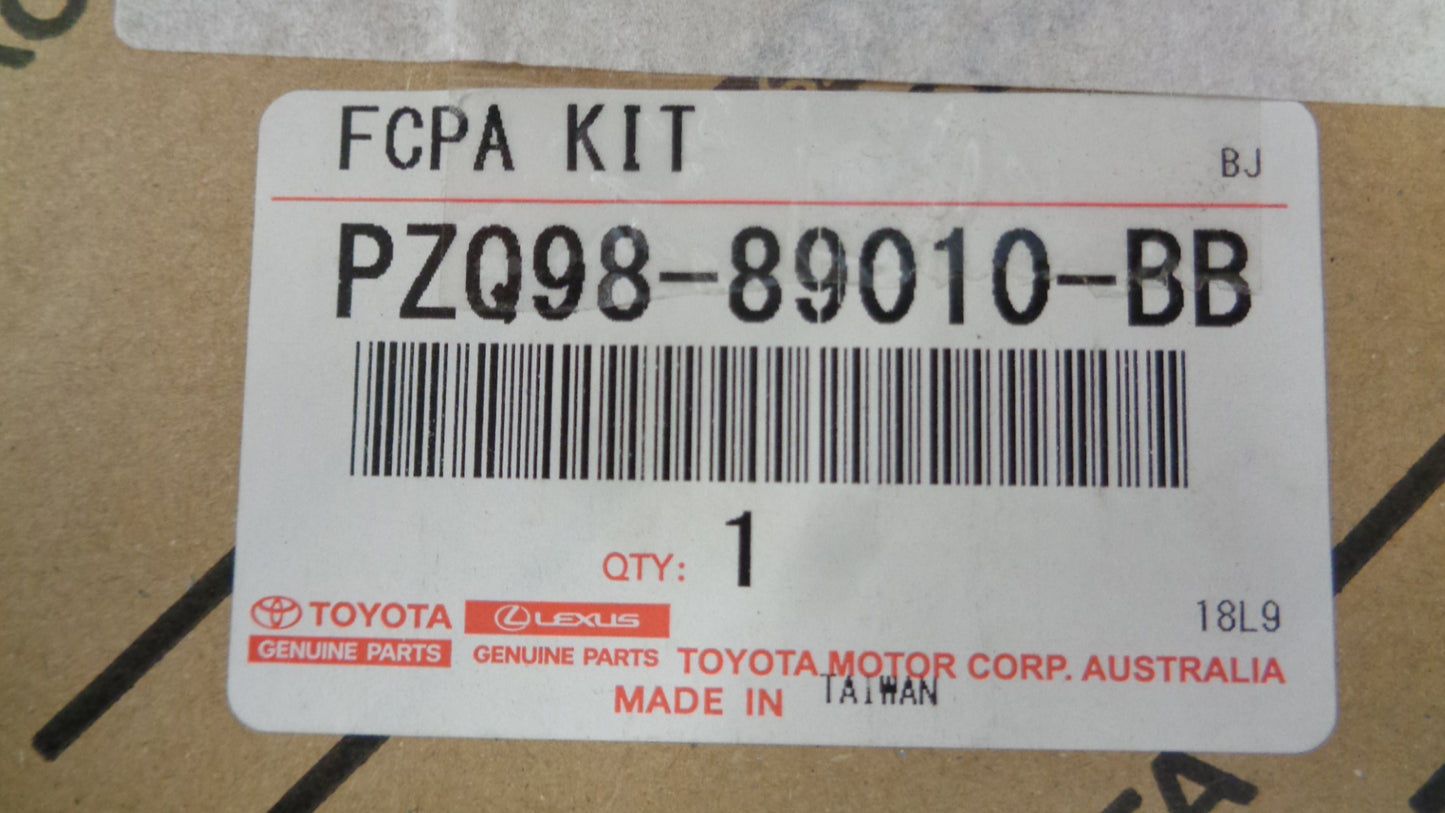 FCPA KIT
BJ
PZQ98-89010-BB
QTY: 1
18L9
TOYOTA
GENUINE PARTS
LEXUS
GENUINE PARTS
TOYOTA MOTOR CORP. AUSTRALIA
MADE IN TAIWAN